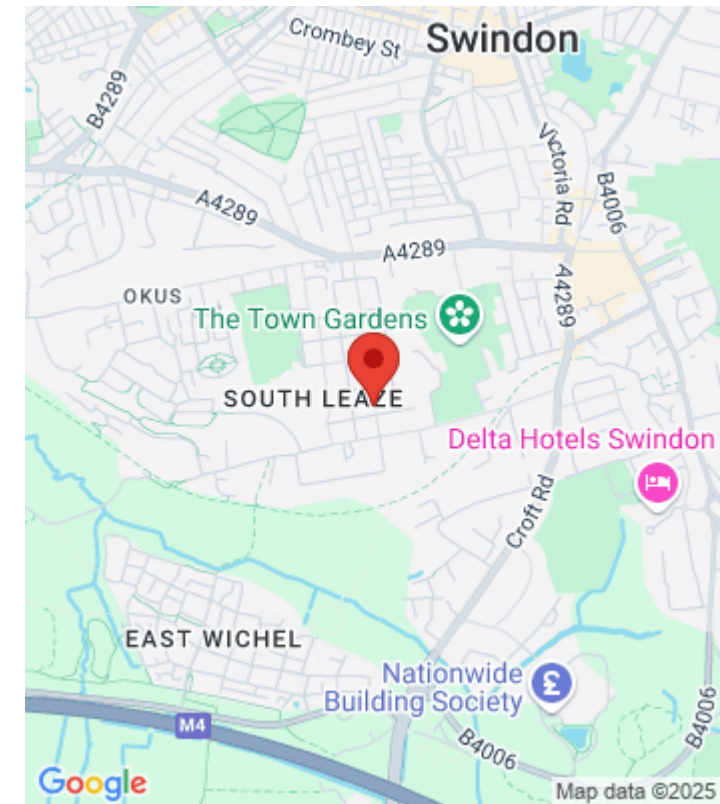 Crombey St
Swindon
B4289
Victoria Rd
B4006
A4289
A4289
A4289
OKUS
The Town Gardens
SOUTH LEAZE
Delta Hotels Swindon
Croft Rd
EAST WICHEL
Nationwide
Building Society
£
M4
B4006
B4006
Google
Map data ©2025